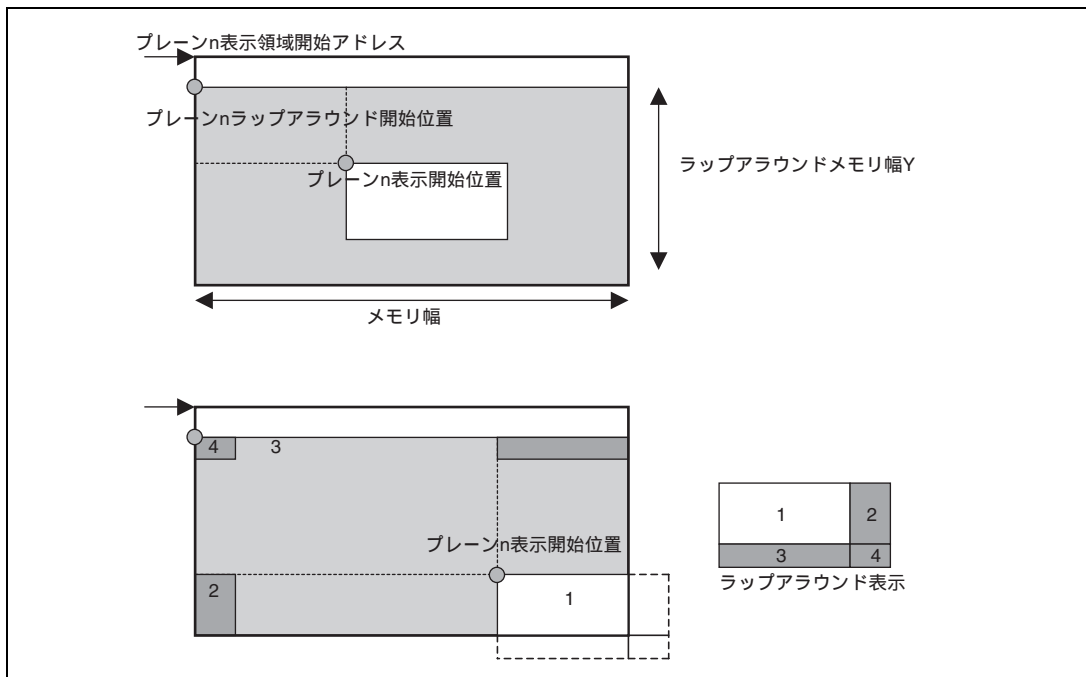 プレーンn表示領域開始アドレス
プレーンnラップアラウンド開始位置
プレーンn表示開始位置
ラップアラウンドメモリ幅Y
メモリ幅
4
3
プレーンn表示開始位置
2
1
1
2
3
4
ラップアラウンド表示